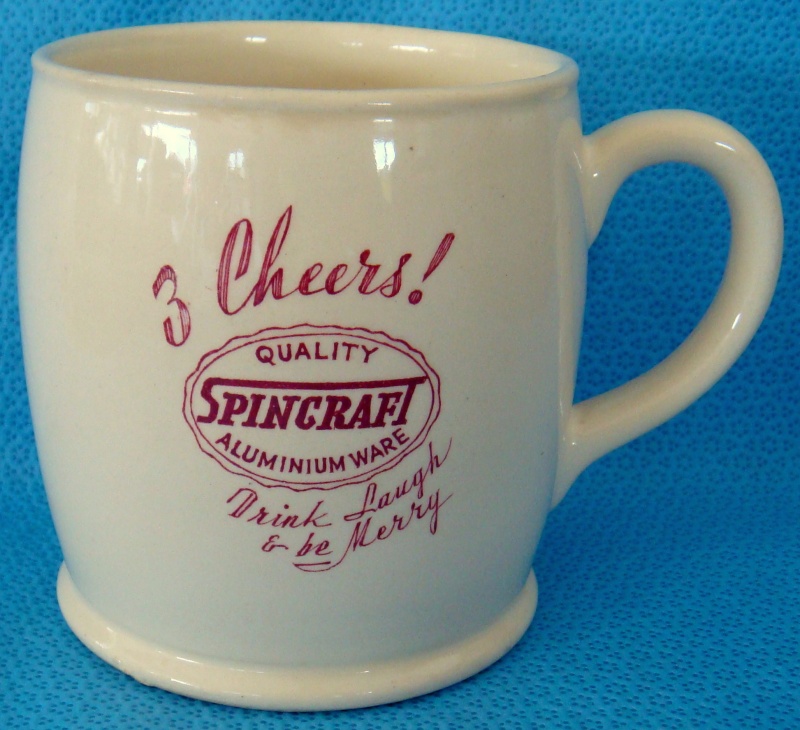 3 Cheers!
QUALITY
SPINCRAFT
ALUMINIUM WARE
Drink Laugh
& be Merry